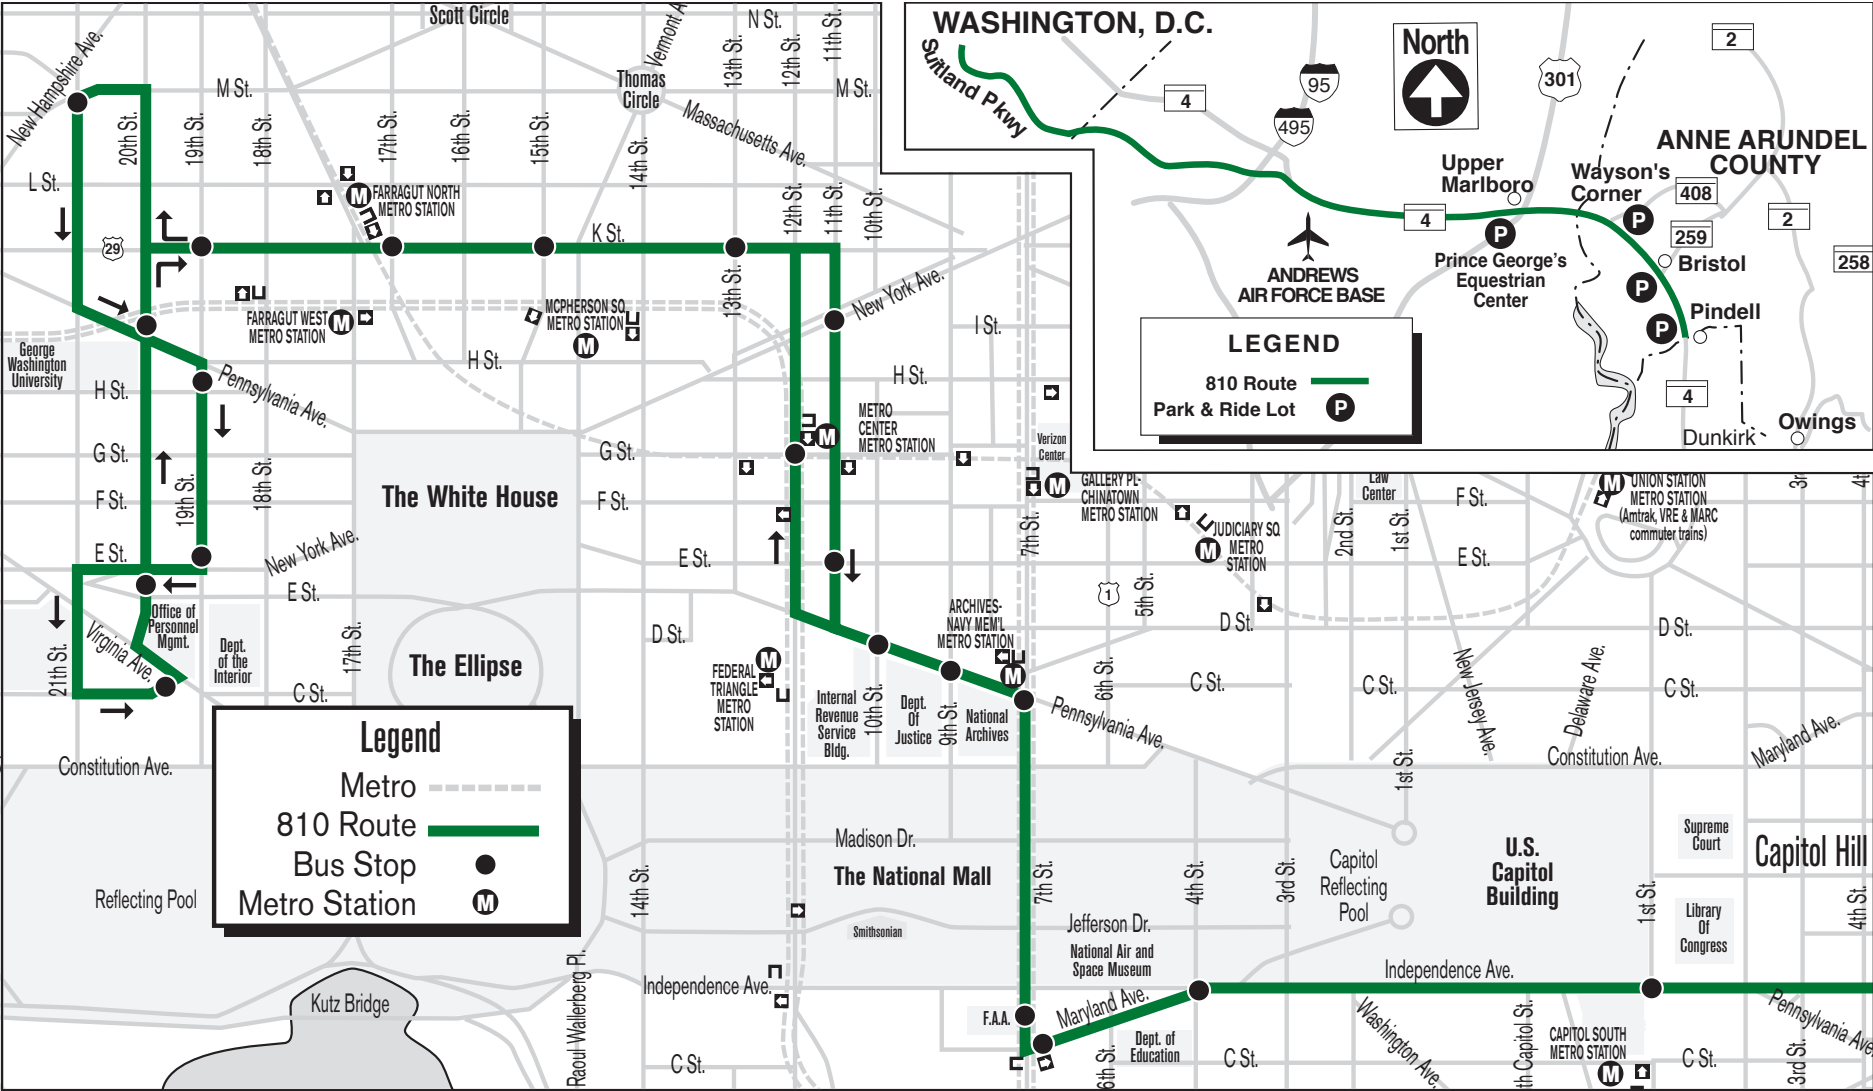 Scott Circle
N St.
Vermont A
New Hampshire Ave.
M St.
Thomas
Circle
13th St.
12th St.
11th St.
M St.
Massachusetts Ave.
20th St.
19th St.
18th St.
17th St.
16th St.
15th St.
14th St.
12th St.
11th St.
10th St.
L St.
FARRAGUT NORTH
METRO STATION
M
29
K St.
13th St.
New York Ave.
FARRAGUT WEST
METRO STATION
M
MCPHERSON SQ.
METRO STATION
M
I St.
George
Washington
University
H St.
Pennsylvania Ave.
H St.
H St.
METRO
CENTER
METRO STATION
M
G St.
G St.
Verizon
Center
F St.
19th St.
18th St.
The White House
F St.
GALLERY PL-
CHINATOWN
METRO STATION
M
Law
Center
F St.
UNION STATION
METRO STATION
(Amtrak, VRE & MARC
commuter trains)
M
3r
4t
E St.
New York Ave.
E St.
E St.
7th St.
JUDICIARY SQ.
METRO
STATION
M
2nd St.
1st St.
E St.
1
5th St.
Office of
Personnel
Mgmt.
Virginia Ave.
21st St.
Dept.
of the
Interior
17th St.
The Ellipse
D St.
ARCHIVES-
NAVY MEM'L
METRO STATION
M
D St.
D St.
C St.
FEDERAL
TRIANGLE
METRO
STATION
M
Internal
Revenue
Service
Bldg.
10th St.
Dept.
Of
Justice
9th St.
National
Archives
6th St.
C St.
C St.
New Jersey Ave.
Delaware Ave.
C St.
Pennsylvania Ave.
Constitution Ave.
1st St.
Constitution Ave.
Maryland Ave.
Legend
Metro
810 Route
Bus Stop
Metro Station
M
Reflecting Pool
Madison Dr.
The National Mall
14th St.
7th St.
4th St.
3rd St.
Capitol
Reflecting
Pool
U.S.
Capitol
Building
Supreme
Court
Capitol Hill
1st St.
Library
Of
Congress
4th St.
Smithsonian
Jefferson Dr.
National Air and
Space Museum
Kutz Bridge
Raoul Wallerberg Pl.
Independence Ave.
Independence Ave.
F.A.A.
Maryland Ave.
6th St.
Dept. of
Education
C St.
C St.
Washington Ave.
th Capitol St.
CAPITOL SOUTH
METRO STATION
M
C St.
3rd St.
Pennsylvania Ave.
WASHINGTON, D.C.
Suitland Pkwy
4
95
495
North
301
2
ANNE ARUNDEL
COUNTY
Upper
Marlboro
Wayson's
Corner
408
P
2
4
P
259
258
Bristol
ANDREWS
AIR FORCE BASE
Prince George's
Equestrian
Center
P
Pindell
P
LEGEND
810 Route
Park & Ride Lot
P
4
Dunkirk
Owings